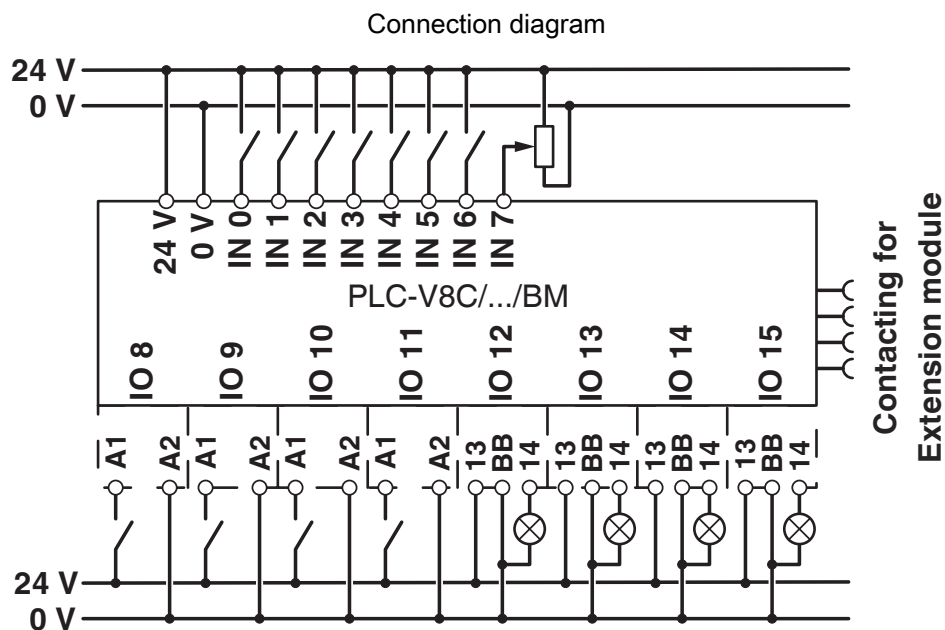 Connection diagram
24 V
0 V
24 V
0 V
IN 0
IN 1
IN 2
IN 3
IN 4
IN 5
IN 6
IN 7
PLC-V8C/.../BM
Contacting for
Extension module
IO 8
IO 9
IO 10
IO 11
IO 12
IO 13
IO 14
IO 15
A1
A2
A1
A2
A1
A2
A1
A2
13
BB
14
13
BB
14
13
BB
14
13
BB
14
24 V
0 V